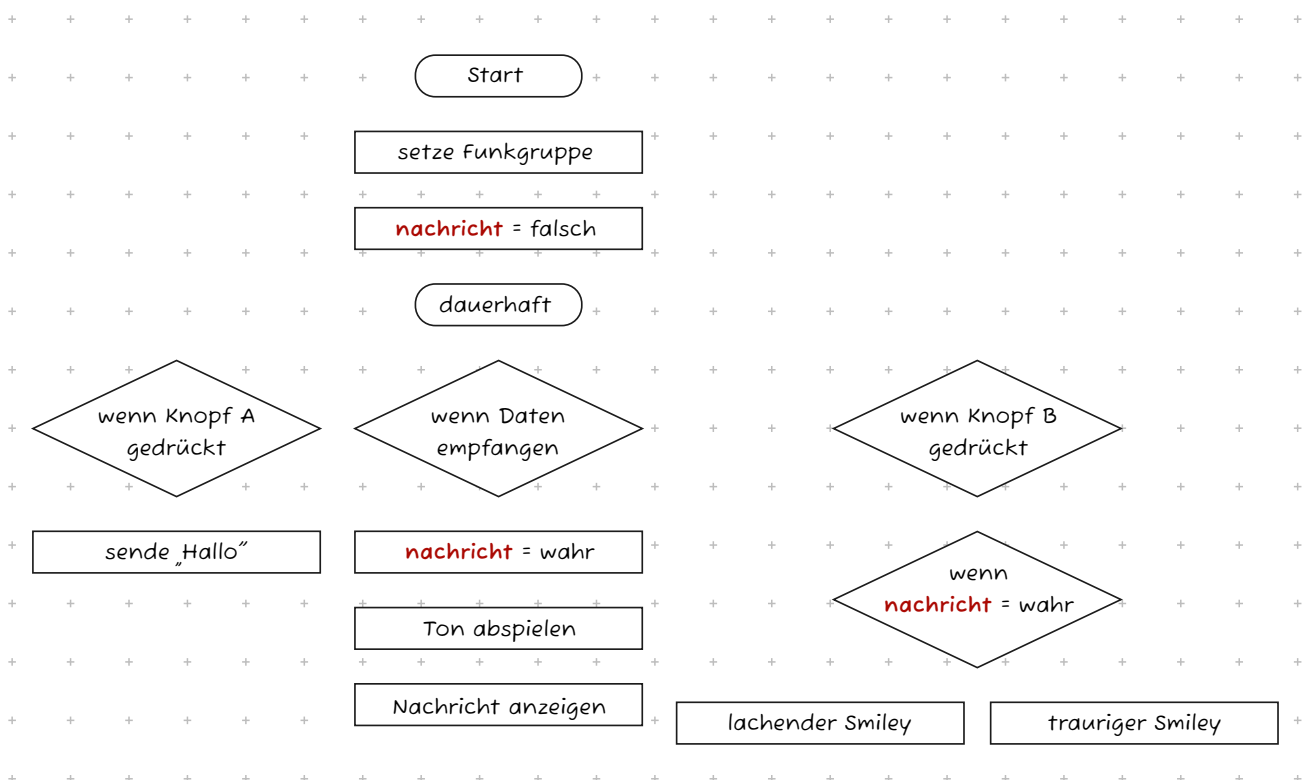 Start
setze Funkgruppe
nachricht = falsch
dauerhaft
wenn Knopf A
gedrückt
wenn Daten
empfangen
wenn Knopf B
gedrückt
sende „Hallo“
nachricht = wahr
Ton abspielen
Nachricht anzeigen
wenn
nachricht = wahr
lachender Smiley
trauriger Smiley